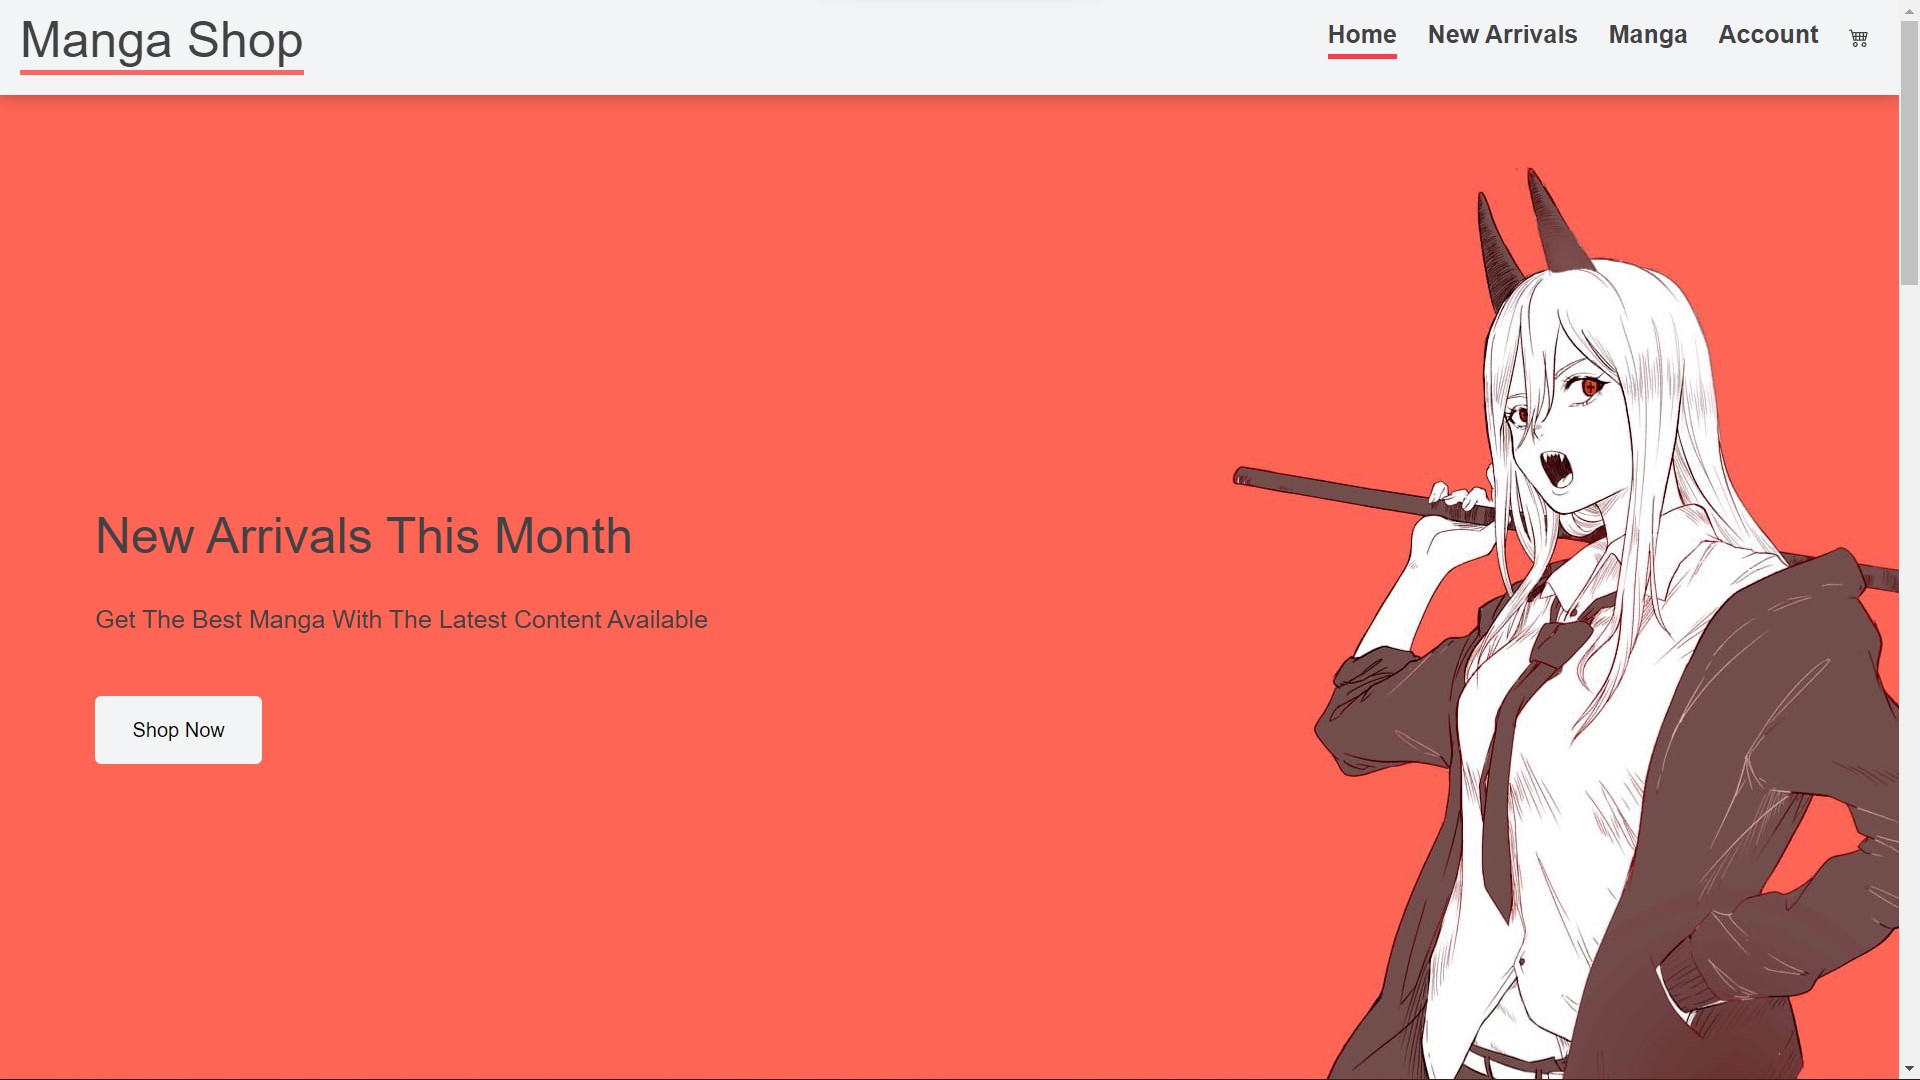 Manga Shop
Home New Arrivals Manga Account
New Arrivals This Month
Get The Best Manga With The Latest Content Available
Shop Now